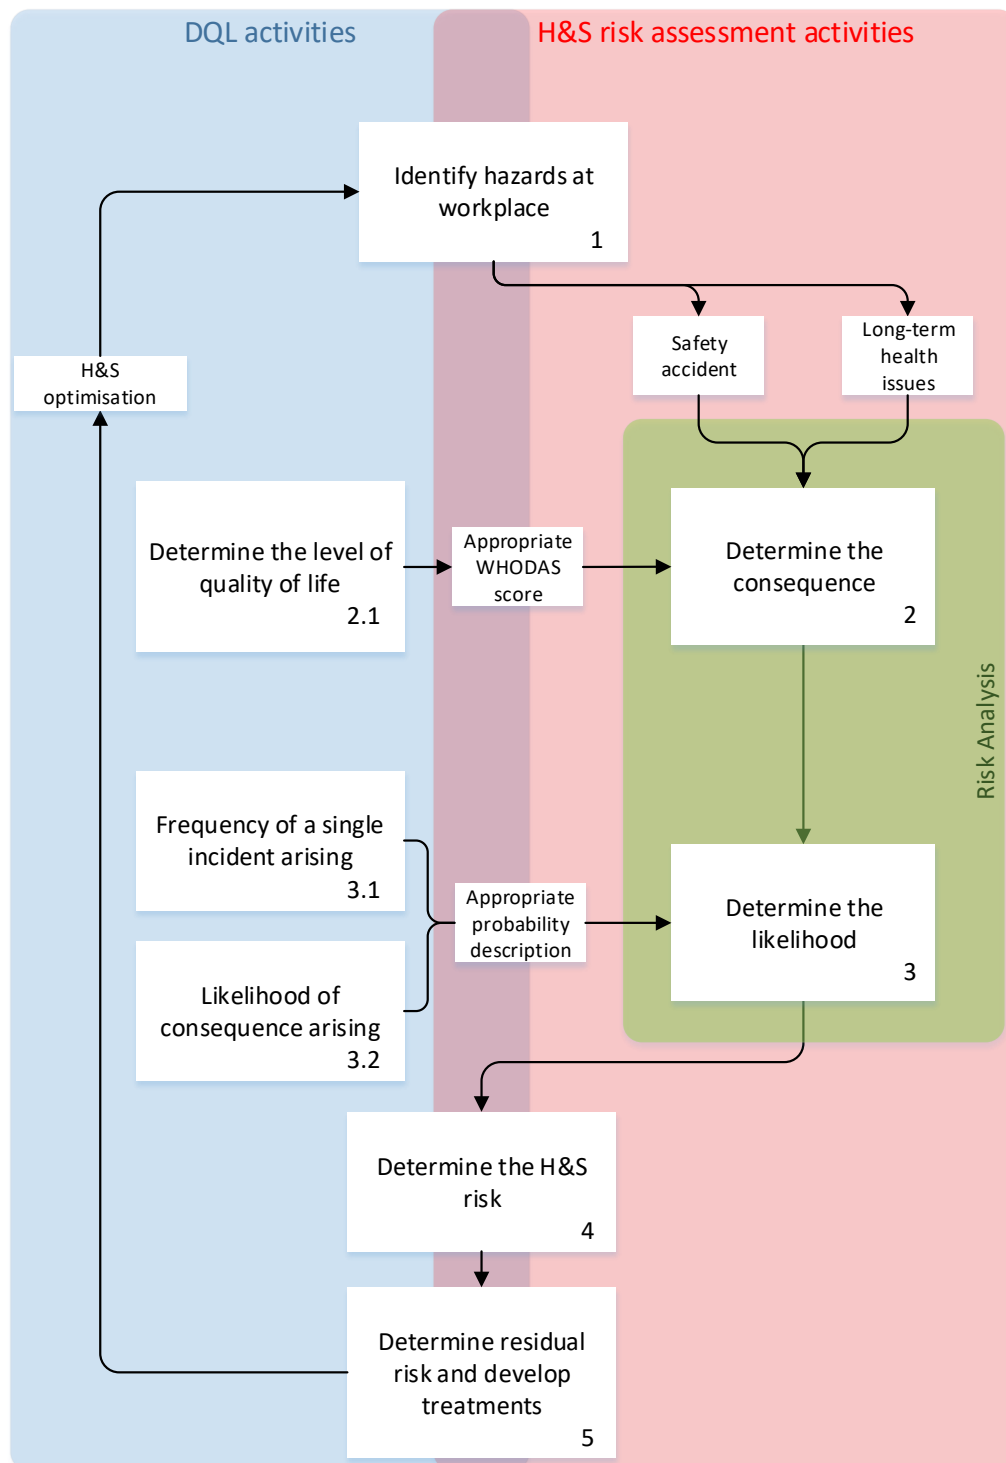 DQL activities
H&S risk assessment activities
Identify hazards at
workplace
1
Safety
accident
Long-term
health
issues
H&S
optimisation
Determine the level of
quality of life
2.1
Appropriate
WHODAS
score
Determine the
consequence
2
Risk Analysis
Frequency of a single
incident arising
3.1
Appropriate
probability
description
Determine the
likelihood
3
Likelihood of
consequence arising
3.2
Determine the H&S
risk
4
Determine residual
risk and develop
treatments
5